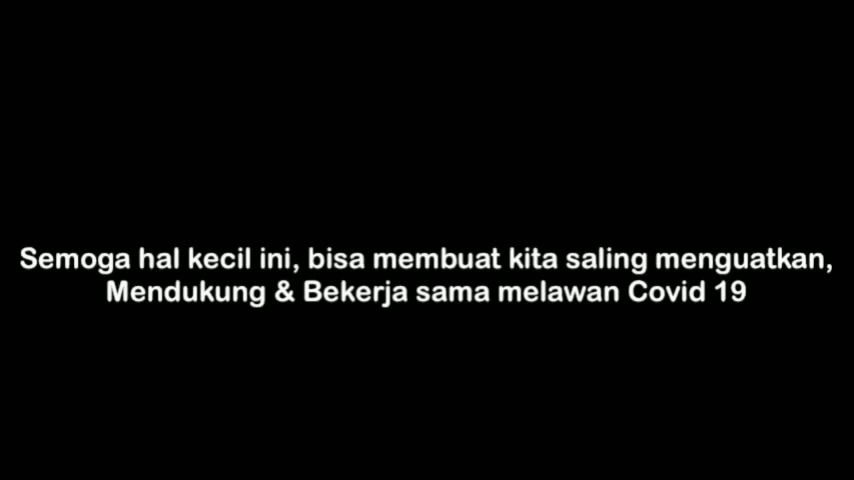 Semoga hal kecil ini, bisa membuat kita saling menguatkan,
Mendukung & Bekerja sama melawan Covid 19